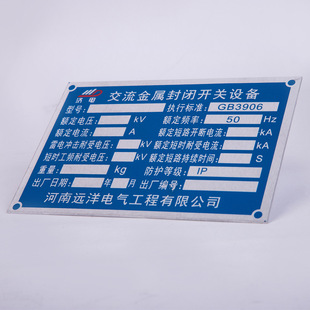 交流金属封闭开关设备
型号: 执行标准: GB3906
额定电压: kV 额定频率: 50 Hz
额定电流: A 额定短路开断电流: kA
雷电冲击耐受电压: kV 额定短时耐受电流: kA
短时工频耐受电压: kV 额定短路持续时间: S
重量: kg 防护等级: IP
出厂日期: 年 月 出厂编号:
河南远洋电气工程有限公司